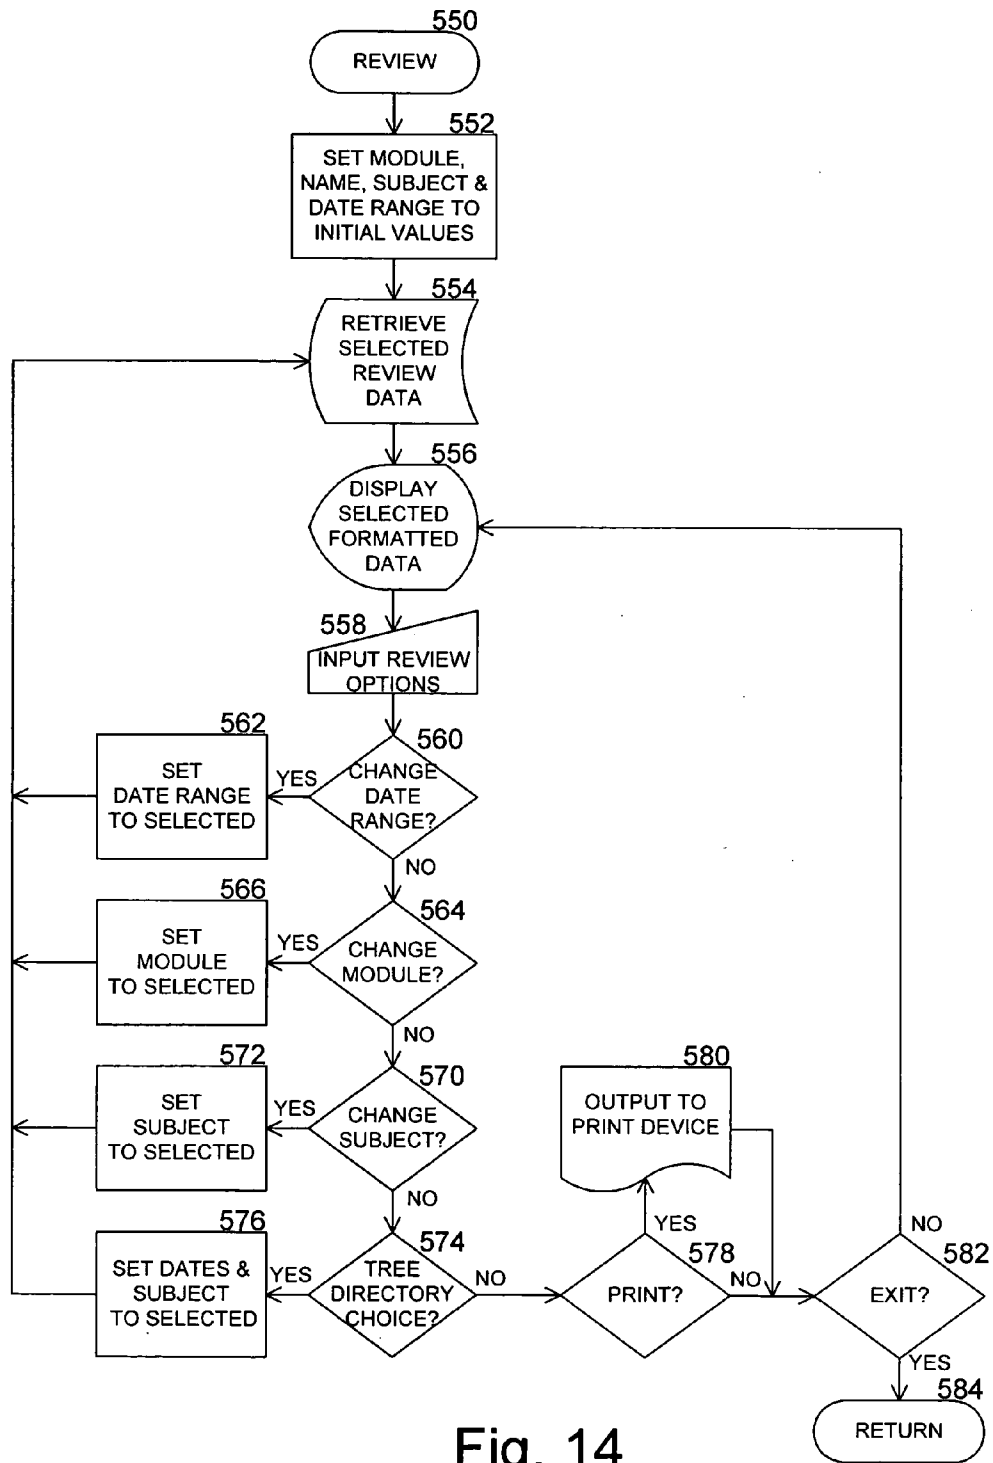 550
REVIEW
552
SET MODULE,
NAME, SUBJECT &
DATE RANGE TO
INITIAL VALUES
554
RETRIEVE
SELECTED
REVIEW
DATA
556
DISPLAY
SELECTED
FORMATTED
DATA
558
INPUT REVIEW
OPTIONS
560
CHANGE
DATE
RANGE?
YES
562
SET
DATE RANGE
TO SELECTED
NO
564
CHANGE
MODULE?
YES
566
SET
MODULE
TO SELECTED
NO
570
CHANGE
SUBJECT?
YES
572
SET
SUBJECT
TO SELECTED
NO
574
TREE
DIRECTORY
CHOICE?
YES
576
SET DATES &
SUBJECT
TO SELECTED
NO
578
PRINT?
YES
580
OUTPUT TO
PRINT DEVICE
NO
582
EXIT?
NO
YES
584
RETURN
Fig. 14